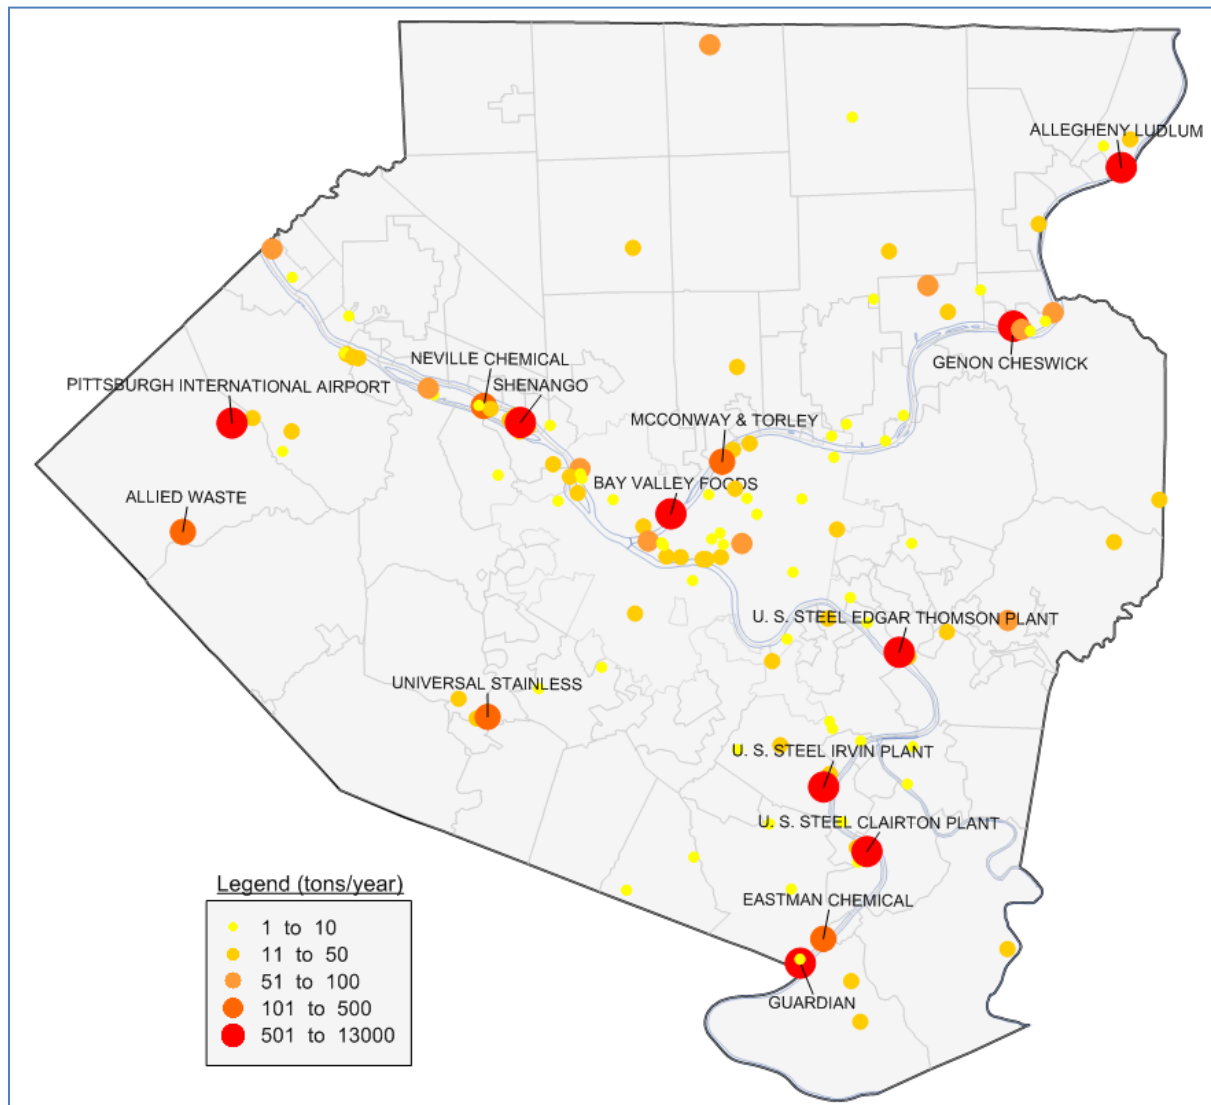 ALLEGHENY LUDLUM
NEVILLE CHEMICAL
GENON CHESWICK
PITTSBURGH INTERNATIONAL AIRPORT
SHENANGO
MCCONWAY & TORLEY
BAY VALLEY FOODS
ALLIED WASTE
U. S. STEEL EDGAR THOMSON PLANT
UNIVERSAL STAINLESS
U. S. STEEL IRVIN PLANT
U. S. STEEL CLAIRTON PLANT
EASTMAN CHEMICAL
GUARDIAN
Legend (tons/year)
1 to 10
11 to 50
51 to 100
101 to 500
501 to 13000